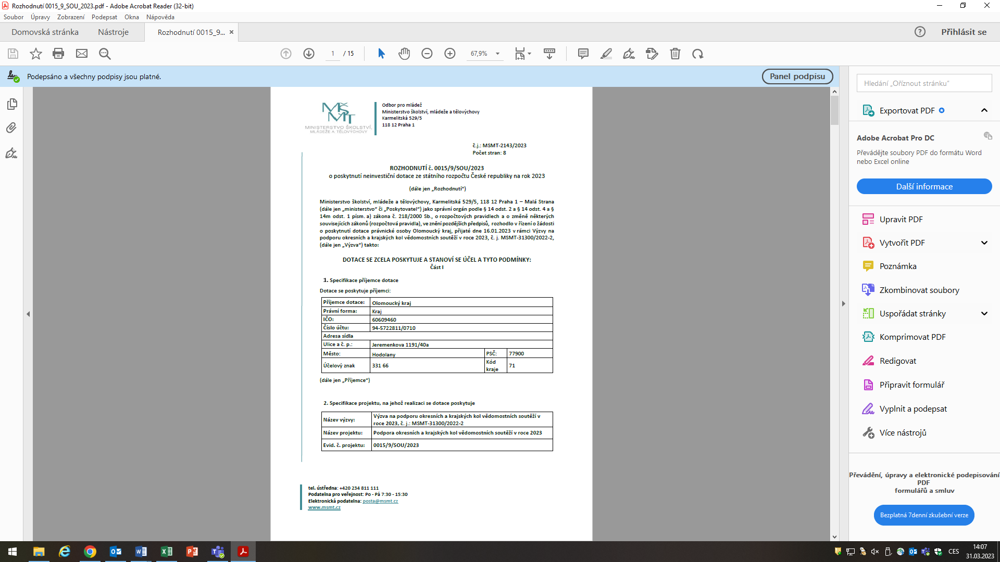 Rozhodnutí 0015_9_SOU_2023.pdf - Adobe Acrobat Reader (32-bit)
Soubor Úpravy Zobrazení Podepsat Okna Nápověda
Domovská stránka Nástroje Rozhodnutí 0015_9... × Přihlásit se
1 / 15 67,9%
Podepsáno a všechny podpisy jsou platné. Panel podpisu
MŠMT
MINISTERSTVO ŠKOLSTVÍ,
MLÁDEŽE A TĚLOVÝCHOVY
Odbor pro mládež
Ministerstvo školství, mládeže a tělovýchovy
Karmelitská 529/5
118 12 Praha 1
č.j.: MSMT-2143/2023
Počet stran: 8
ROZHODNUTÍ č. 0015/9/SOU/2023
o poskytnutí neinvestiční dotace ze státního rozpočtu České republiky na rok 2023
(dále jen „Rozhodnutí“)
Ministerstvo školství, mládeže a tělovýchovy, Karmelitská 529/5, 118 12 Praha 1 – Malá Strana
(dále jen „ministerstvo“ či „Poskytovatel“) jako správní orgán podle § 14 odst. 2 a § 14 odst. 4 a §
14m odst. 1 písm. a) zákona č. 218/2000 Sb., o rozpočtových pravidlech a o změně některých
souvisejících zákonů (rozpočtová pravidla), ve znění pozdějších předpisů, rozhodlo v řízení o žádosti
o poskytnutí dotace právnické osoby Olomoucký kraj, přijaté dne 16.01.2023 v rámci Výzvy na
podporu okresních a krajských kol vědomostních soutěží v roce 2023, č. j. MSMT-31300/2022-2,
(dále jen „Výzva“) takto:
DOTACE SE ZCELA POSKYTUJE A STANOVÍ SE ÚČEL A TYTO PODMÍNKY:
Část I
1. Specifikace příjemce dotace
Dotace se poskytuje příjemci:
Příjemce dotace: Olomoucký kraj
Právní forma: Kraj
IČO: 60609460
Číslo účtu: 94-5722811/0710
Adresa sídla
Ulice a č. p.: Jeremenkova 1191/40a
Město: Hodolany PSČ: 77900
Účelový znak 331 66 Kód kraje 71
(dále jen „Příjemce“)
2. Specifikace projektu, na jehož realizaci se dotace poskytuje
Název výzvy: Výzva na podporu okresních a krajských kol vědomostních soutěží v
roce 2023, č. j.: MSMT-31300/2022-2
Název projektu: Podpora okresních a krajských kol vědomostních soutěží v roce 2023
Evid. č. projektu: 0015/9/SOU/2023
tel. ústředna: +420 234 811 111
Podatelna pro veřejnost: Po - Pá 7:30 - 15:30
Elektronická podatelna: posta@msmt.cz
www.msmt.cz
Hledání „Oříznout stránku“
Exportovat PDF
Adobe Acrobat Pro DC
Převádějte soubory PDF do formátu Word
nebo Excel online
Další informace
Upravit PDF
Vytvořit PDF
Poznámka
Zkombinovat soubory
Uspořádat stránky
Komprimovat PDF
Redigovat
Připravit formulář
Vyplnit a podepsat
Více nástrojů
Převádění, úpravy a elektronické podepisování
PDF
formulářů a smluv
Bezplatná 7denní zkušební verze
CES
14:07
31.03.2023